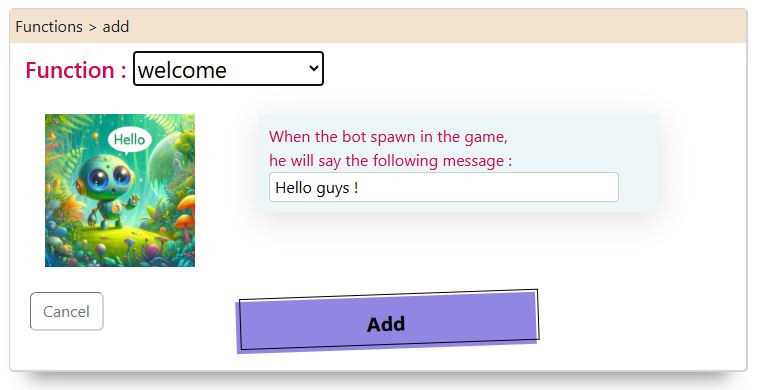 Functions > add
Function : welcome
Hello
When the bot spawn in the game,
he will say the following message :
Hello guys !
Cancel
Add